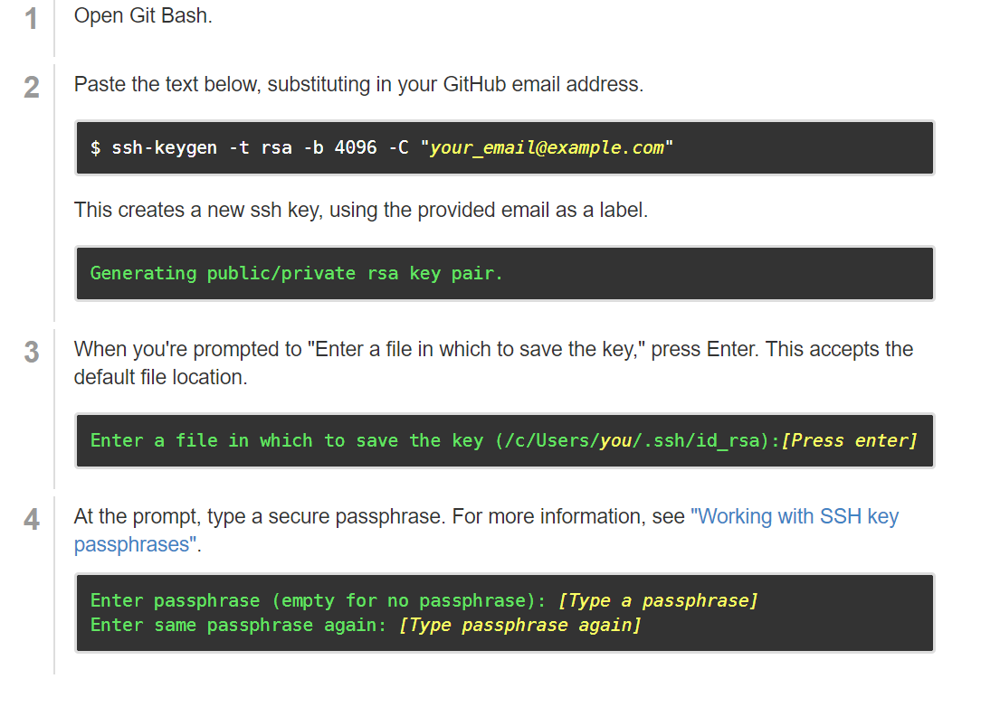 1
Open Git Bash.
2
Paste the text below, substituting in your GitHub email address.
$ ssh-keygen -t rsa -b 4096 -C "your_email@example.com"
This creates a new ssh key, using the provided email as a label.
Generating public/private rsa key pair.
3
When you're prompted to "Enter a file in which to save the key," press Enter. This accepts the
default file location.
Enter a file in which to save the key (/c/Users/you/.ssh/id_rsa):[Press enter]
4
At the prompt, type a secure passphrase. For more information, see "Working with SSH key
passphrases".
Enter passphrase (empty for no passphrase): [Type a passphrase]
Enter same passphrase again: [Type passphrase again]